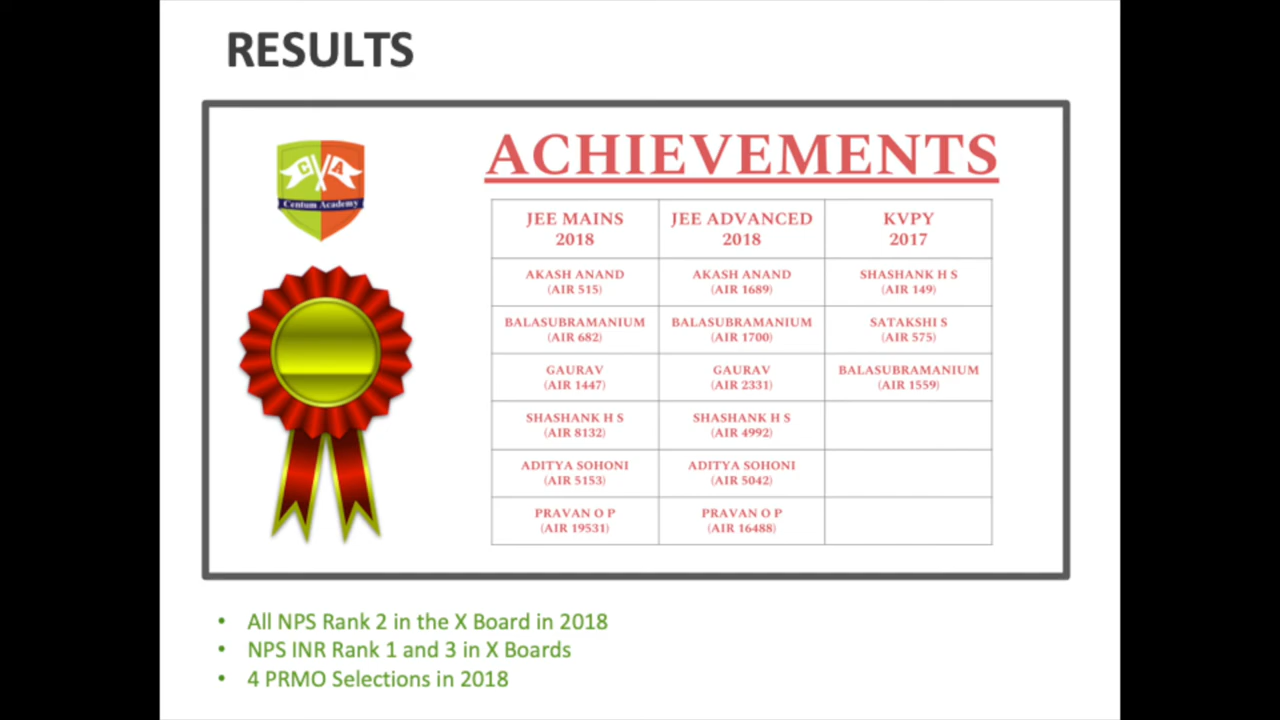 RESULTS
C A
Centum Academy
ACHIEVEMENTS
JEE MAINS 2018 JEE ADVANCED 2018 KVPY 2017
AKASH ANAND (AIR 515) AKASH ANAND (AIR 1689) SHASHANK H S (AIR 149)
BALASUBRAMANIUM (AIR 682) BALASUBRAMANIUM (AIR 1700) SATAKSHI S (AIR 575)
GAURAV (AIR 1447) GAURAV (AIR 2331) BALASUBRAMANIUM (AIR 1559)
SHASHANK H S (AIR 8132) SHASHANK H S (AIR 4992)
ADITYA SOHONI (AIR 5153) ADITYA SOHONI (AIR 5042)
PRAVAN O P (AIR 19531) PRAVAN O P (AIR 16488)
• All NPS Rank 2 in the X Board in 2018
• NPS INR Rank 1 and 3 in X Boards
• 4 PRMO Selections in 2018